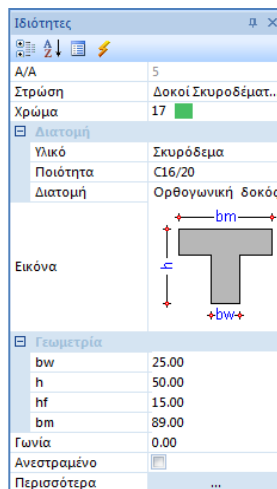 Ιδιότητες
A/A 5
Στρώση Δοκοί Σκυροδέματ...
Χρώμα 17
Διατομή
Υλικό Σκυρόδεμα
Ποιότητα C16/20
Διατομή Ορθογωνική δοκός
Εικόνα
bm
h
bw
Γεωμετρία
bw 25.00
h 50.00
hf 15.00
bm 89.00
Γωνία 0.00
Ανεστραμένο
Περισσότερα ...